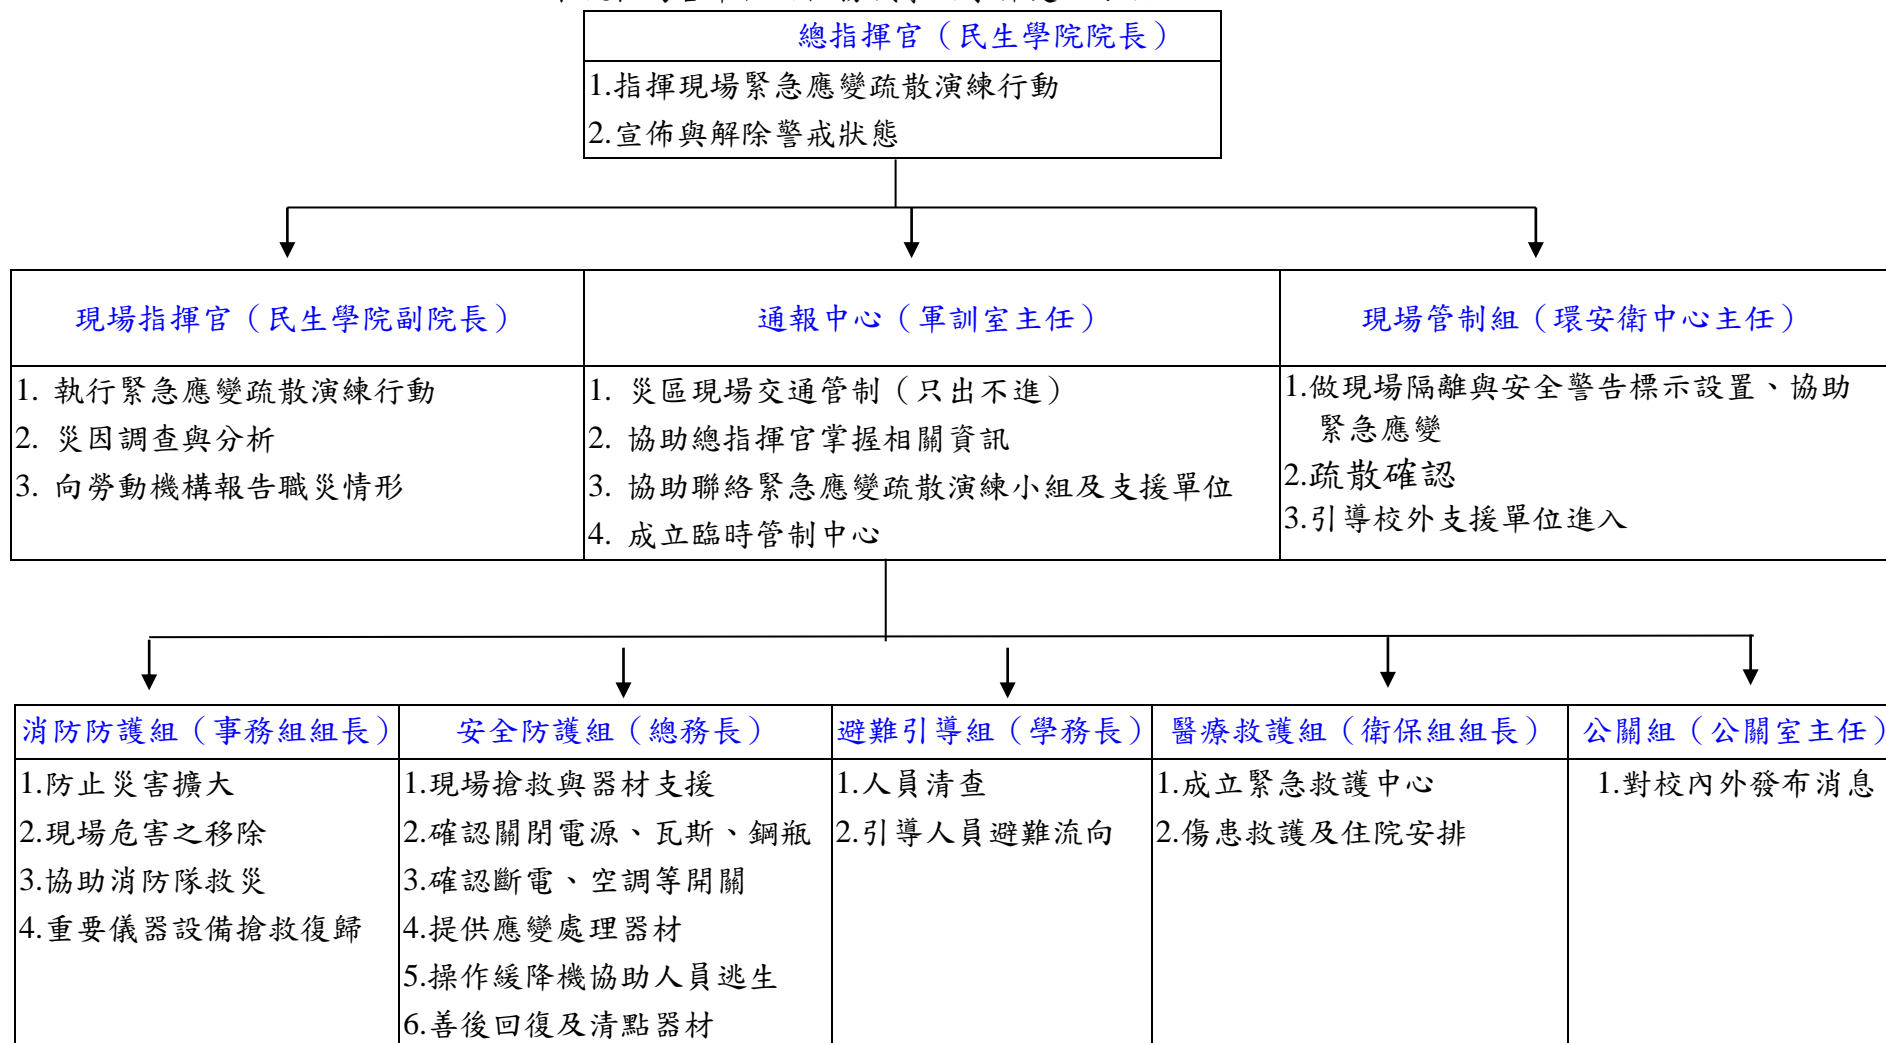 總指揮官（民生學院院長）
1.指揮現場緊急應變疏散演練行動
2.宣佈與解除警戒狀態
現場指揮官（民生學院副院長）
1. 執行緊急應變疏散演練行動
2. 災因調查與分析
3. 向勞動機構報告職災情形
通報中心（軍訓室主任）
1. 災區現場交通管制（只出不進）
2. 協助總指揮官掌握相關資訊
3. 協助聯絡緊急應變疏散演練小組及支援單位
4. 成立臨時管制中心
現場管制組（環安衛中心主任）
1.做現場隔離與安全警告標示設置、協助
緊急應變
2.疏散確認
3.引導校外支援單位進入
消防防護組（事務組組長）
1.防止災害擴大
2.現場危害之移除
3.協助消防隊救災
4.重要儀器設備搶救復歸
安全防護組（總務長）
1.現場搶救與器材支援
2.確認關閉電源、瓦斯、鋼瓶
3.確認斷電、空調等開關
4.提供應變處理器材
5.操作緩降機協助人員逃生
6.善後回復及清點器材
避難引導組（學務長）
1.人員清查
2.引導人員避難流向
醫療救護組（衛保組組長）
1.成立緊急救護中心
2.傷患救護及住院安排
公關組（公關室主任）
1.對校內外發布消息